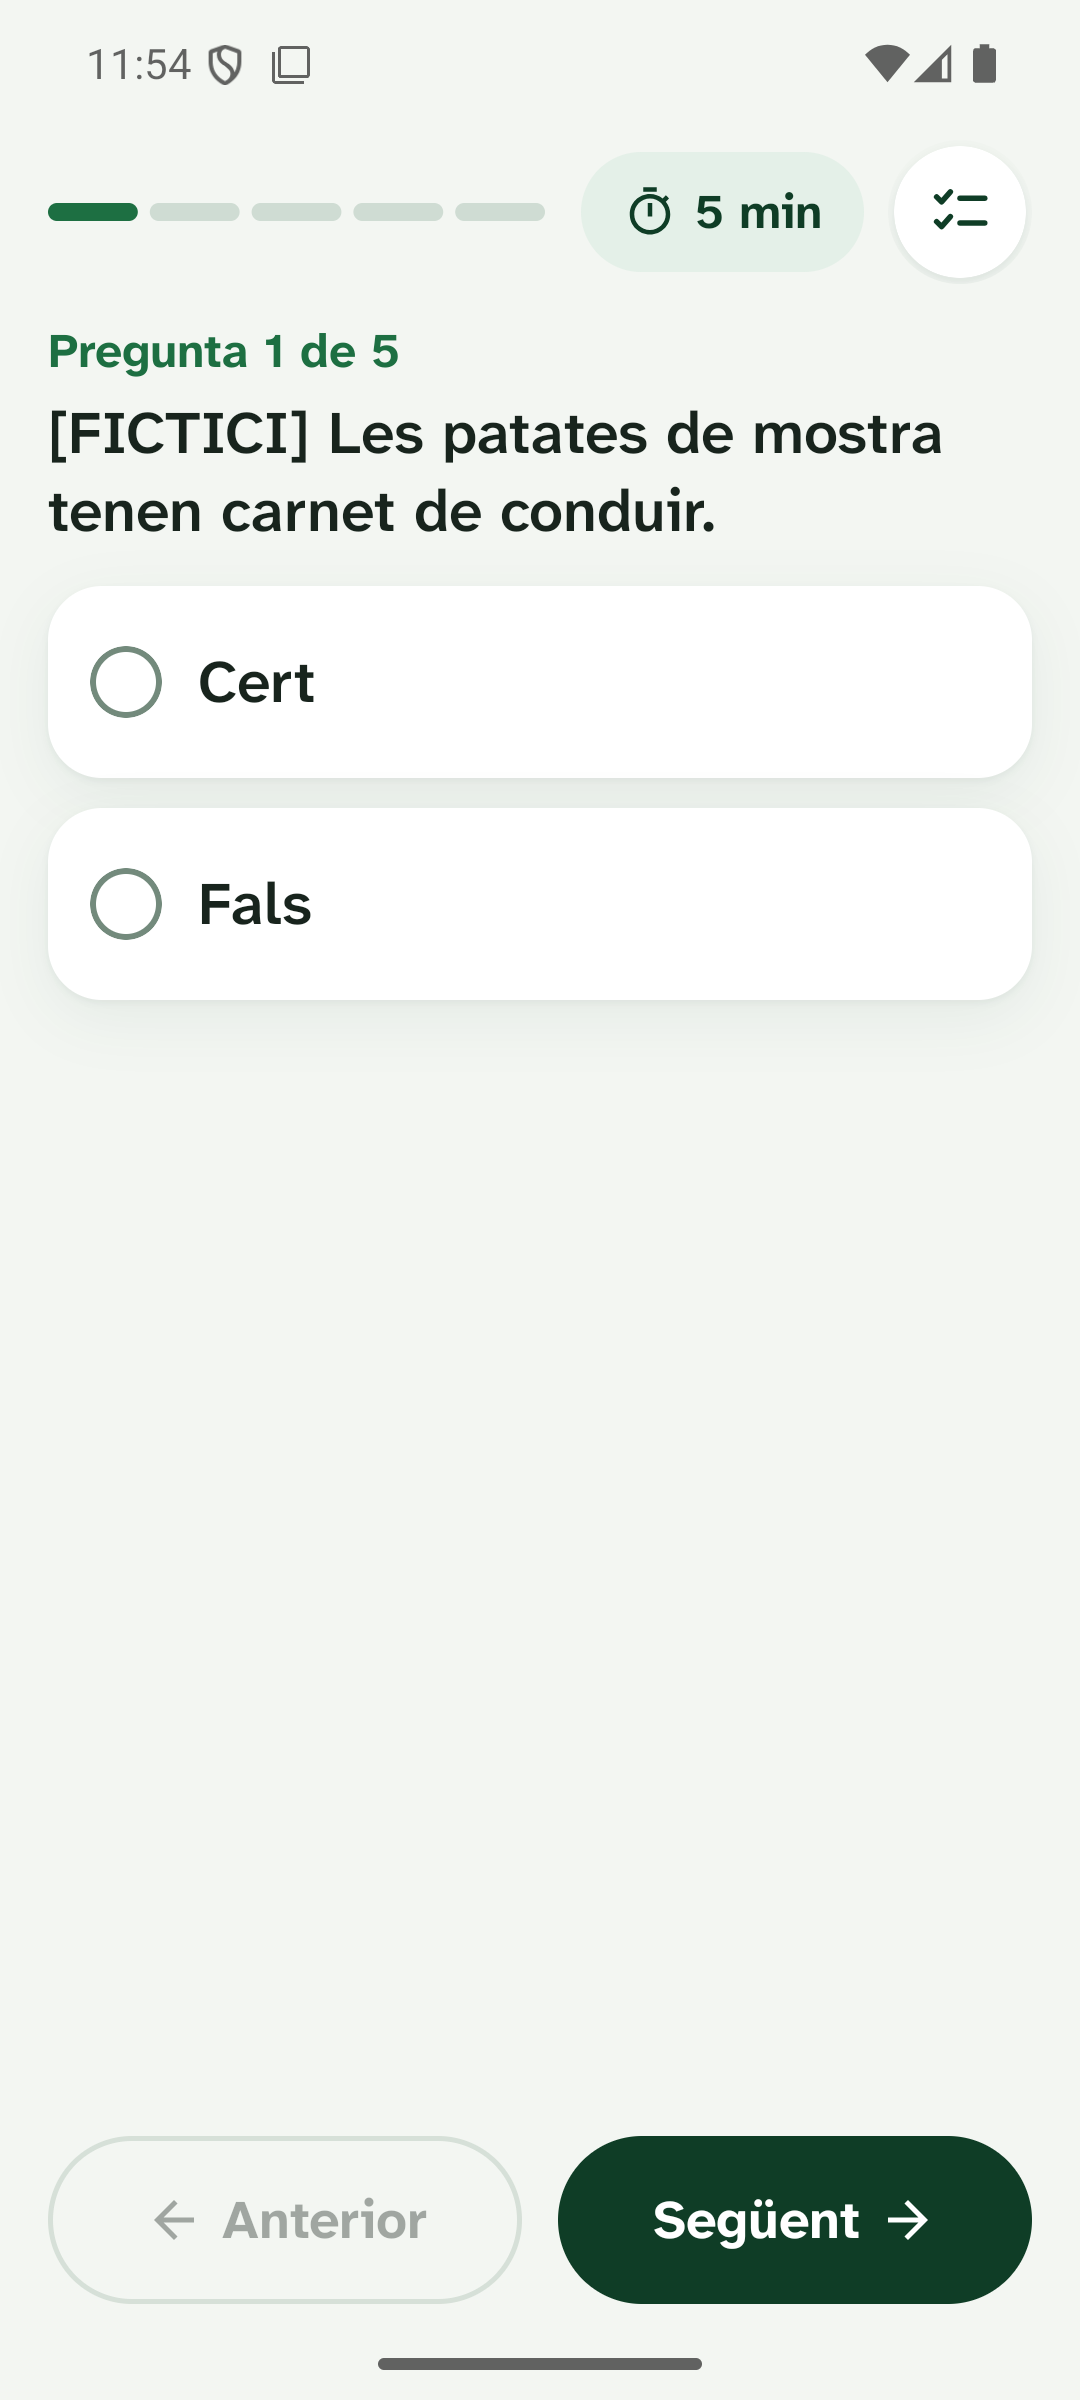 11:54
5 min
Pregunta 1 de 5
[FICTICI] Les patates de mostra
tenen carnet de conduir.
Cert
Fals
Anterior
Següent